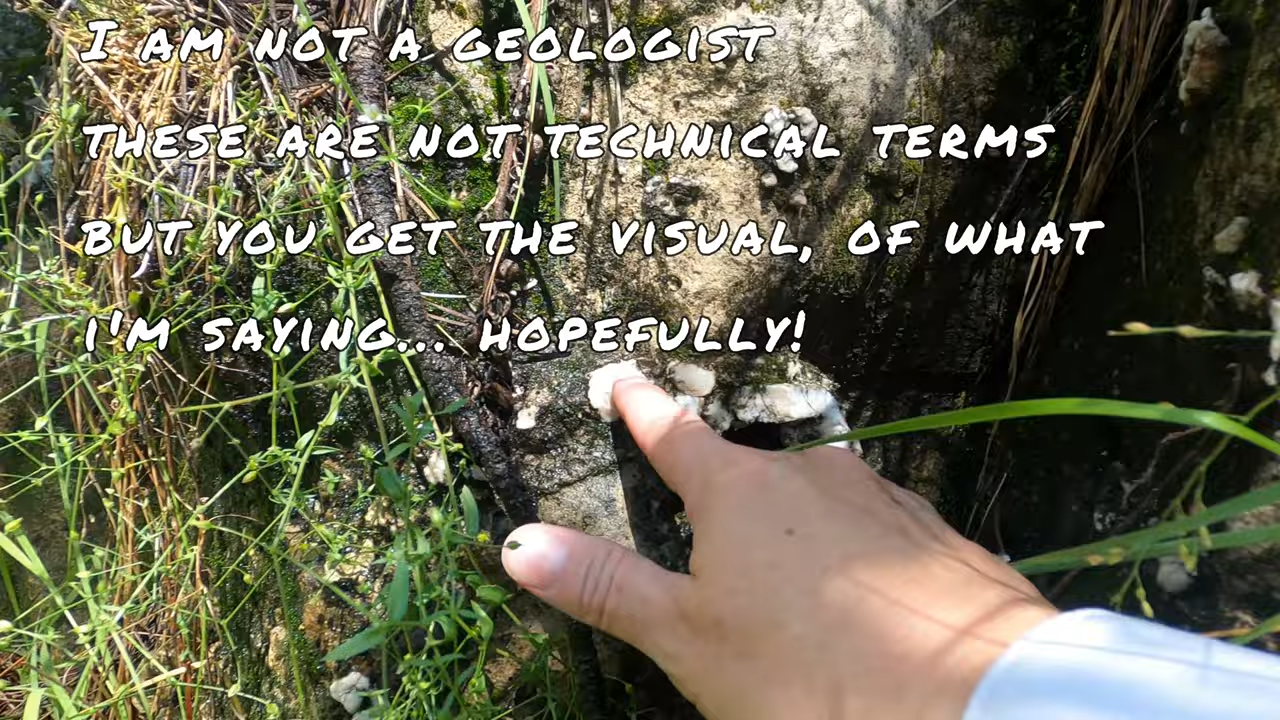 I AM NOT A GEOLOGIST
THESE ARE NOT TECHNICAL TERMS
BUT YOU GET THE VISUAL, OF WHAT
I'M SAYING... HOPEFULLY!